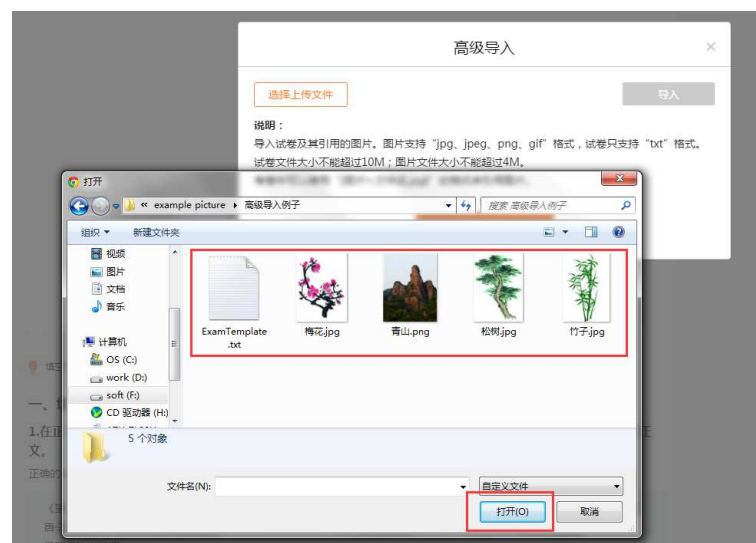 高级导入
×
选择上传文件
导入
说明：
导入试卷及其引用的图片。图片支持“jpg、jpeg、png、gif”格式，试卷只支持“txt”格式。
试卷文件大小不能超过10M；图片文件大小不能超过4M。
打开
« example picture ▸ 高级导入例子
搜索 高级导入例子
组织 ▼ 新建文件夹
视频
图片
文档
音乐
计算机
OS (C:)
work (D:)
soft (F:)
CD 驱动器 (H:)
ExamTemplate
.txt
梅花.jpg
青山.png
松树.jpg
竹子.jpg
5 个对象
文件名(N):
自定义文件
打开(O)
取消
一、
1.在正
文。
正确的